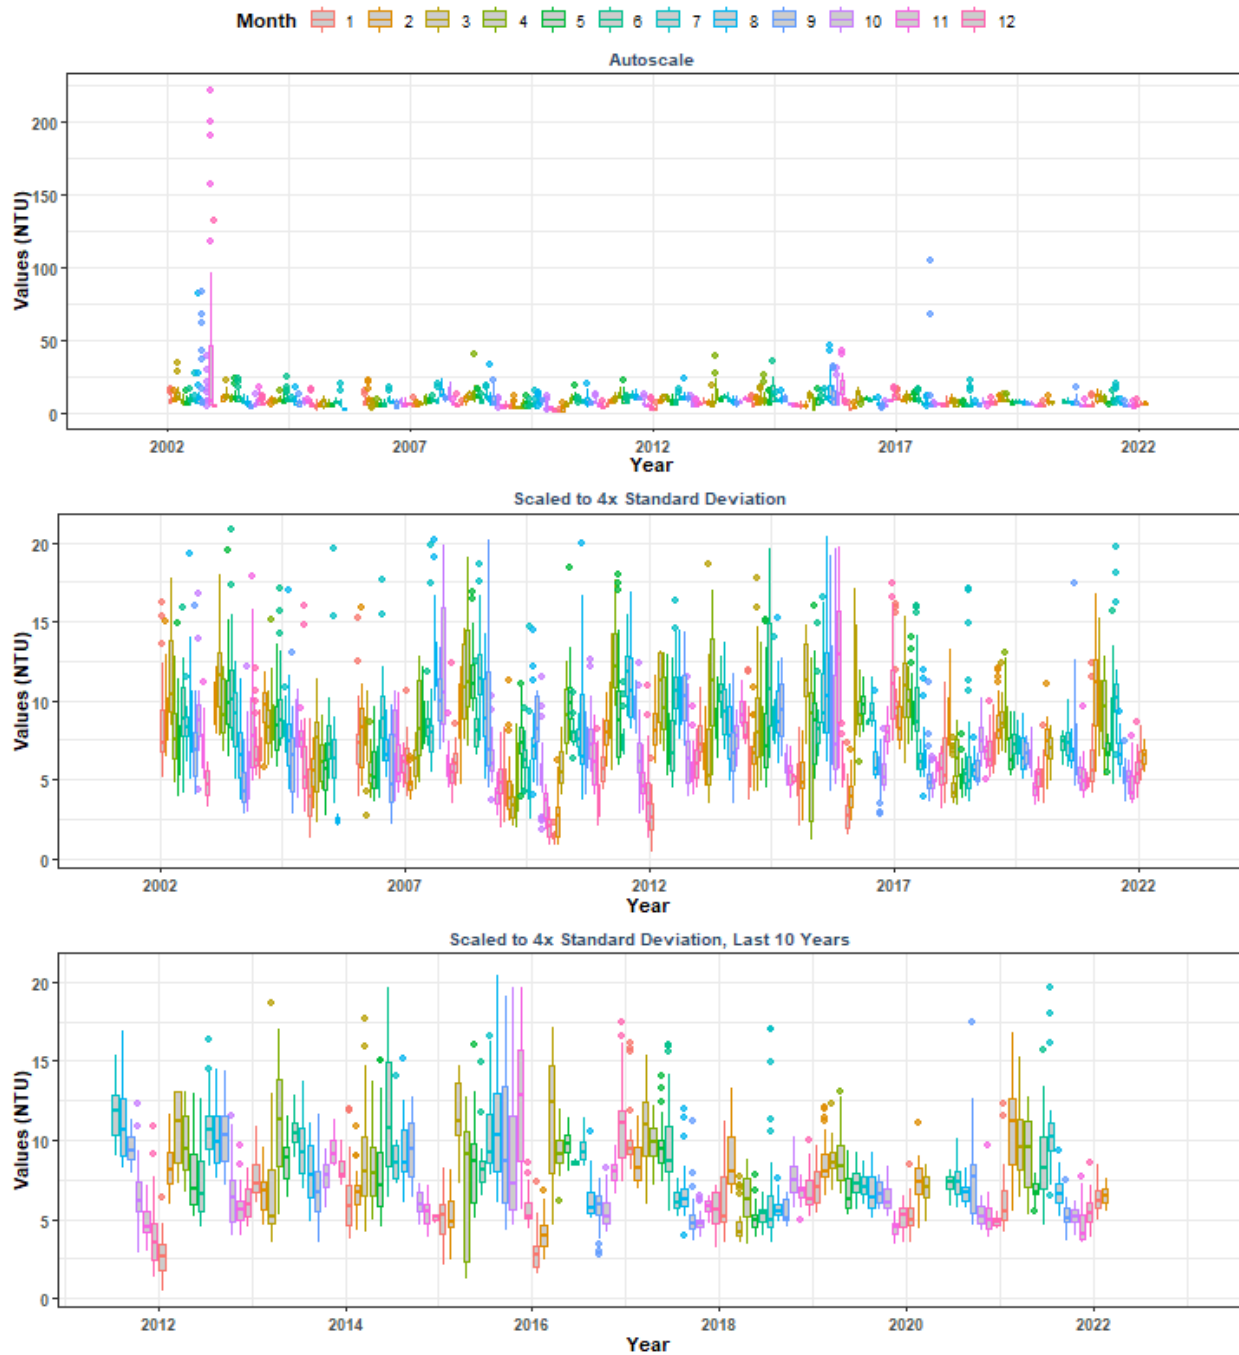 Month 1 2 3 4 5 6 7 8 9 10 11 12
Autoscale
Values (NTU)
200
150
100
50
0
2002 2007 2012 2017 2022
Year
Scaled to 4x Standard Deviation
Values (NTU)
20
15
10
5
0
2002 2007 2012 2017 2022
Year
Scaled to 4x Standard Deviation, Last 10 Years
Values (NTU)
20
15
10
5
0
2012 2014 2016 2018 2020 2022
Year